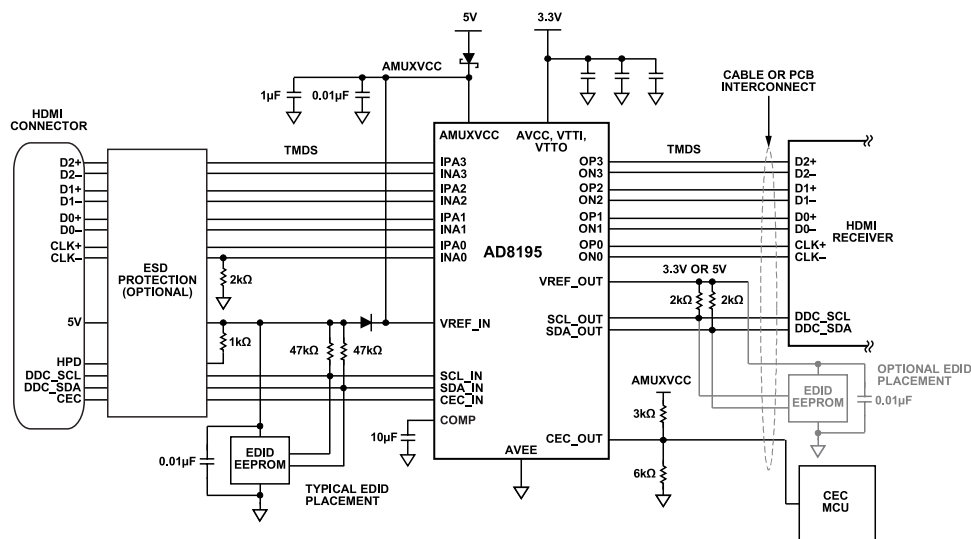 5V
3.3V
AMUXVCC
1µF
0.01µF
CABLE OR PCB
INTERCONNECT
HDMI
CONNECTOR
AMUXVCC
AVCC, VTTI,
VTTO
TMDS
TMDS
D2+
D2–
D1+
D1–
D0+
D0–
CLK+
CLK–
5V
HPD
DDC_SCL
DDC_SDA
CEC
ESD
PROTECTION
(OPTIONAL)
2kΩ
1kΩ
47kΩ
47kΩ
IPA3
INA3
IPA2
INA2
IPA1
INA1
IPA0
INA0
VREF_IN
SCL_IN
SDA_IN
CEC_IN
COMP
AD8195
AVEE
OP3
ON3
OP2
ON2
OP1
ON1
OP0
ON0
VREF_OUT
SCL_OUT
SDA_OUT
CEC_OUT
3.3V OR 5V
2kΩ
2kΩ
D2+
D2–
D1+
D1–
D0+
D0–
CLK+
CLK–
DDC_SCL
DDC_SDA
HDMI
RECEIVER
OPTIONAL EDID
PLACEMENT
EDID
EEPROM
0.01µF
AMUXVCC
3kΩ
6kΩ
10µF
0.01µF
EDID
EEPROM
TYPICAL EDID
PLACEMENT
CEC
MCU